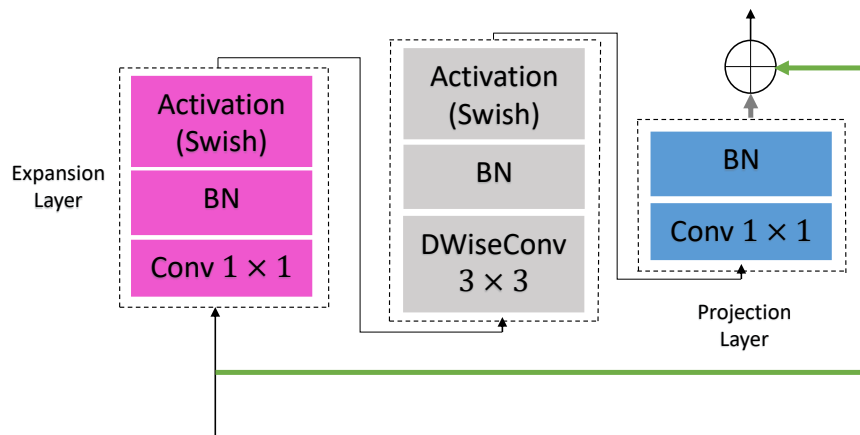 Expansion
Layer
Activation
(Swish)
BN
Conv 1 × 1
Activation
(Swish)
BN
DWiseConv
3 × 3
BN
Conv 1 × 1
Projection
Layer